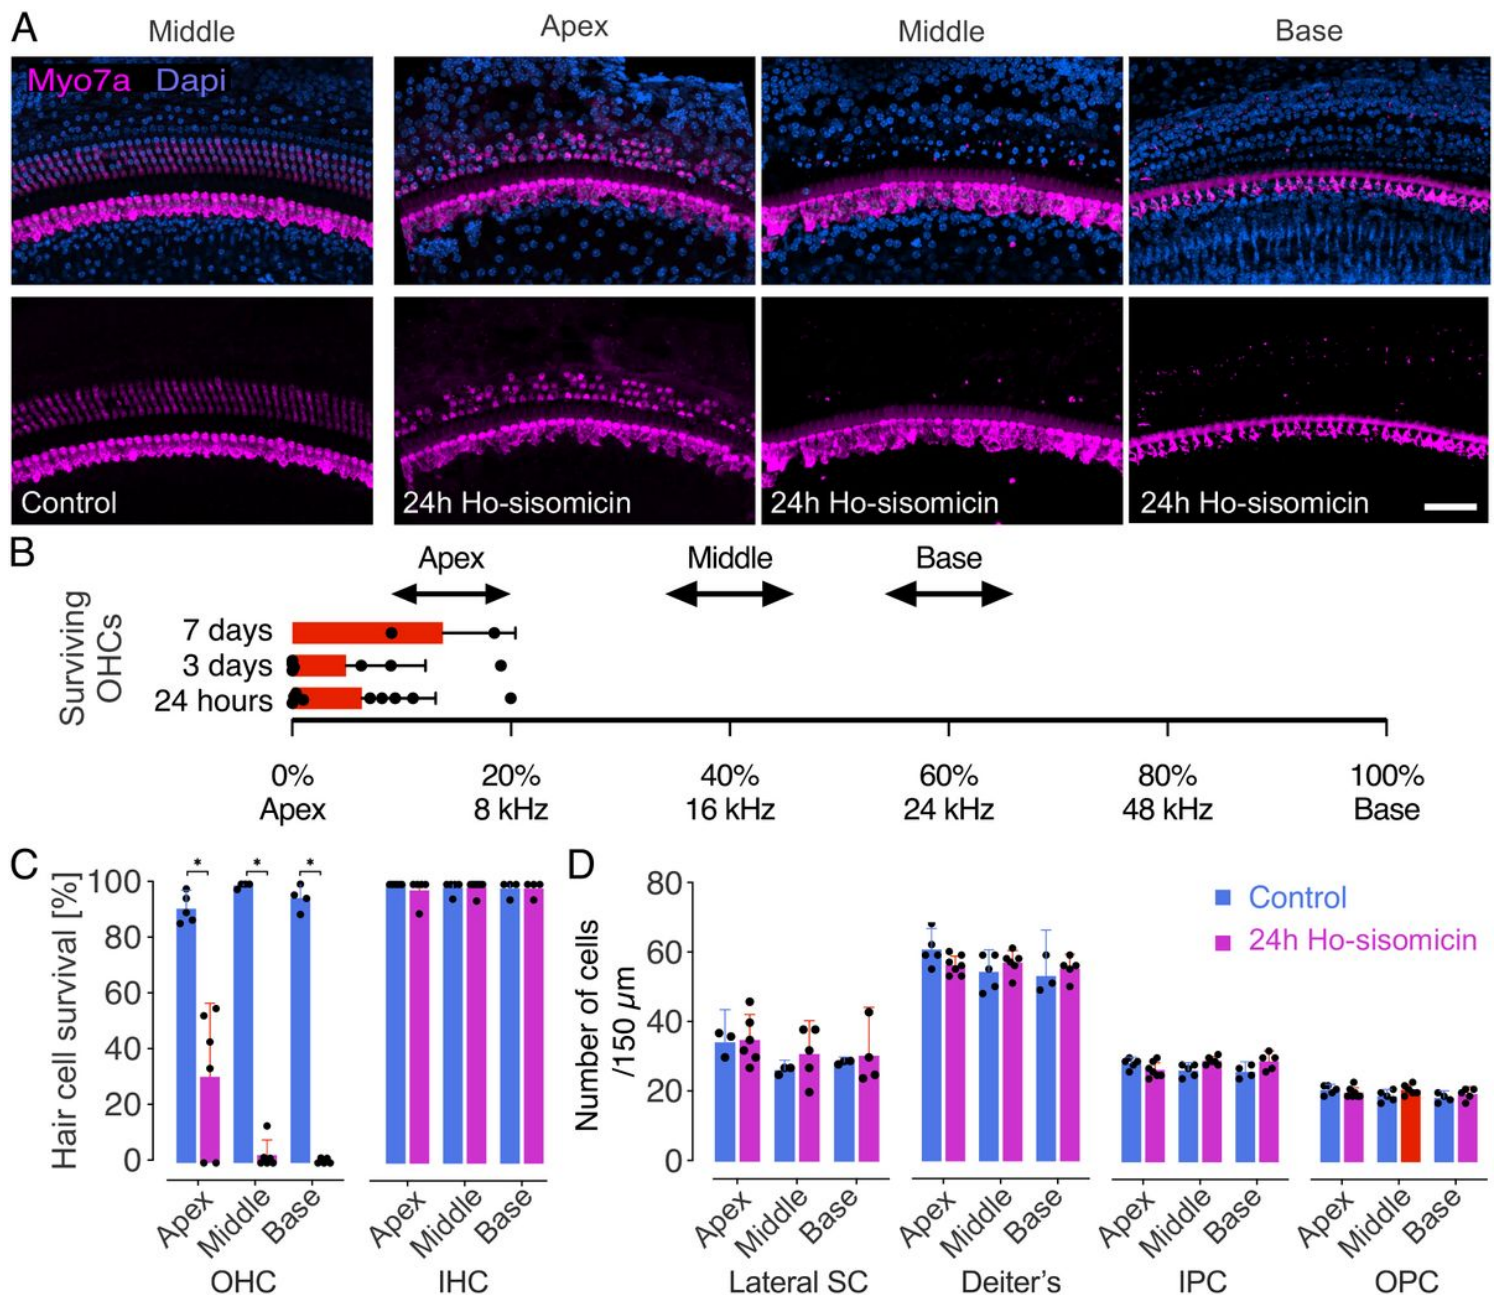 A
Middle
Apex
Middle
Base
Myo7a Dapi
Control
24h Ho-sisomicin
24h Ho-sisomicin
24h Ho-sisomicin
B
Apex
Middle
Base
Surviving
OHCs
7 days
3 days
24 hours
0%
20%
40%
60%
80%
100%
Apex
8 kHz
16 kHz
24 kHz
48 kHz
Base
C
Hair cell survival [%]
100
80
60
40
20
0
*
*
*
Apex
Middle
Base
Apex
Middle
Base
OHC
IHC
D
Number of cells
/150 µm
80
60
40
20
0
Control
24h Ho-sisomicin
Apex
Middle
Base
Apex
Middle
Base
Apex
Middle
Base
Apex
Middle
Base
Lateral SC
Deiter's
IPC
OPC